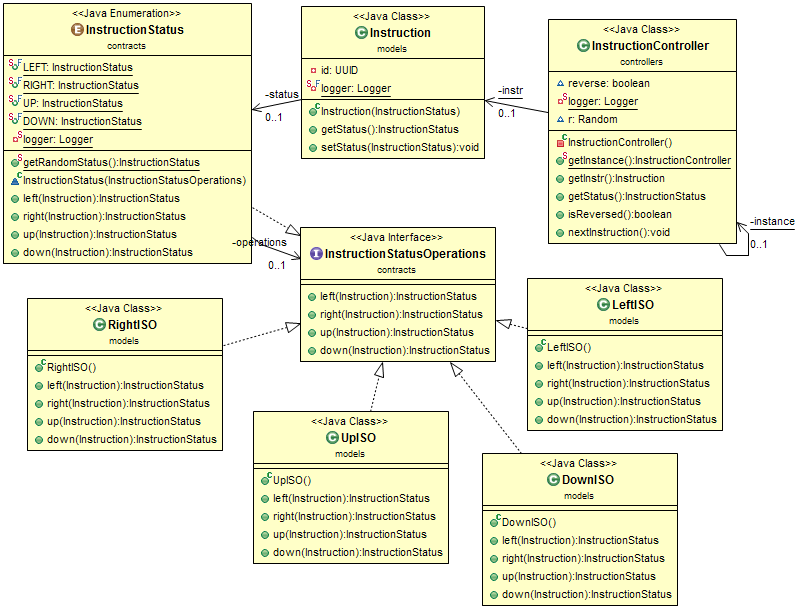 <<Java Enumeration>>
InstructionStatus
contracts
LEFT: InstructionStatus
RIGHT: InstructionStatus
UP: InstructionStatus
DOWN: InstructionStatus
logger: Logger
getRandomStatus():InstructionStatus
InstructionStatus(InstructionStatusOperations)
left(Instruction):InstructionStatus
right(Instruction):InstructionStatus
up(Instruction):InstructionStatus
down(Instruction):InstructionStatus
-status
0..1
<<Java Class>>
Instruction
models
id: UUID
logger: Logger
Instruction(InstructionStatus)
getStatus():InstructionStatus
setStatus(InstructionStatus):void
-instr
0..1
<<Java Class>>
InstructionController
controllers
reverse: boolean
logger: Logger
r: Random
InstructionController()
getInstance():InstructionController
getInstr():Instruction
getStatus():InstructionStatus
isReversed():boolean
nextInstruction():void
-instance
0..1
-operations
0..1
<<Java Interface>>
InstructionStatusOperations
contracts
left(Instruction):InstructionStatus
right(Instruction):InstructionStatus
up(Instruction):InstructionStatus
down(Instruction):InstructionStatus
<<Java Class>>
RightISO
models
RightISO()
left(Instruction):InstructionStatus
right(Instruction):InstructionStatus
up(Instruction):InstructionStatus
down(Instruction):InstructionStatus
<<Java Class>>
LeftISO
models
LeftISO()
left(Instruction):InstructionStatus
right(Instruction):InstructionStatus
up(Instruction):InstructionStatus
down(Instruction):InstructionStatus
<<Java Class>>
UpISO
models
UpISO()
left(Instruction):InstructionStatus
right(Instruction):InstructionStatus
up(Instruction):InstructionStatus
down(Instruction):InstructionStatus
<<Java Class>>
DownISO
models
DownISO()
left(Instruction):InstructionStatus
right(Instruction):InstructionStatus
up(Instruction):InstructionStatus
down(Instruction):InstructionStatus